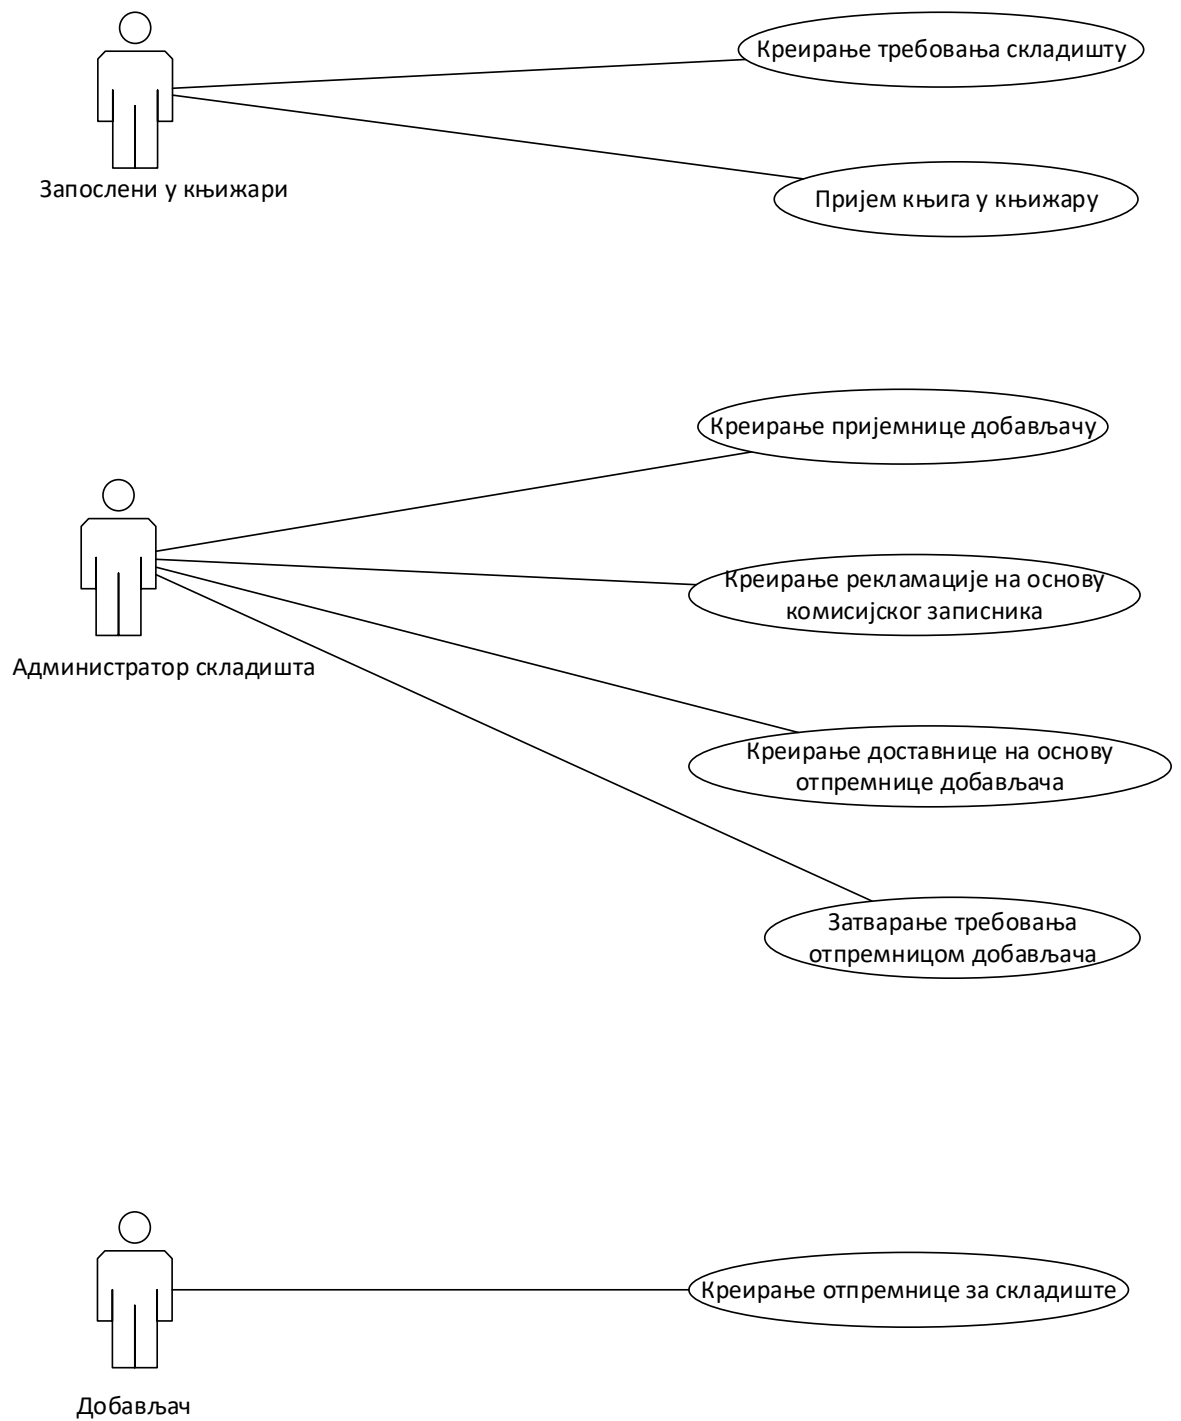 Креирање требовања складишту
Запослени у књижари
Пријем књига у књижару
Креирање пријемнице добављачу
Креирање рекламације на основу
комисијског записника
Администратор складишта
Креирање доставнице на основу
отпремнице добављача
Затварање требовања
отпремницом добављача
Креирање отпремнице за складиште
Добављач